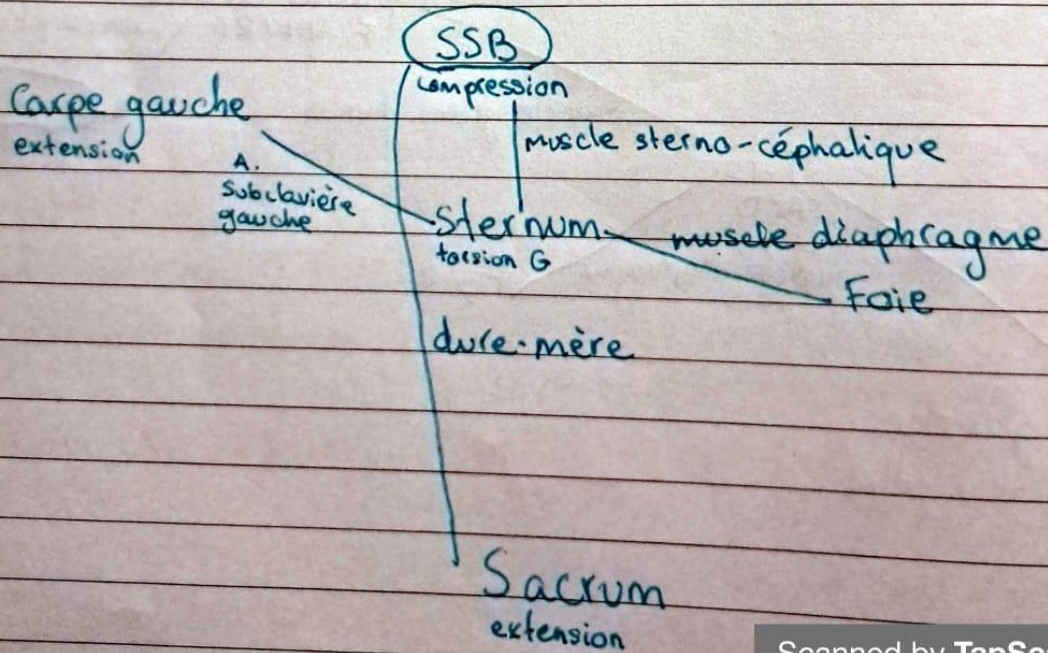 SSB
compression
Carpe gauche
extension
muscle sterno-céphalique
A.
Subclavière
gauche
Sternum
torsion G
muscle diaphragme
Foie
dure-mère
Sacrum
extension
Scanned by